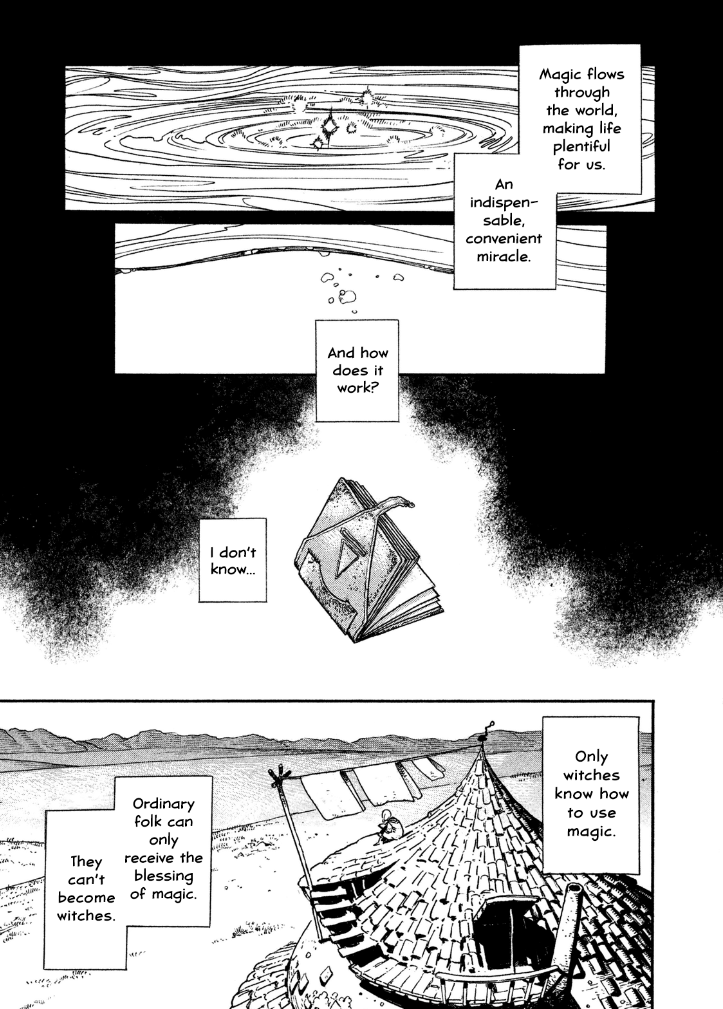 Magic flows
through
the world,
making life
plentiful
for us.
An
indispen-
sable,
convenient
miracle.
And how
does it
work?
I don't
know...
Only
witches
know how
to use
magic.
Ordinary
folk can
only
receive the
blessing
of magic.
They
can't
become
witches.